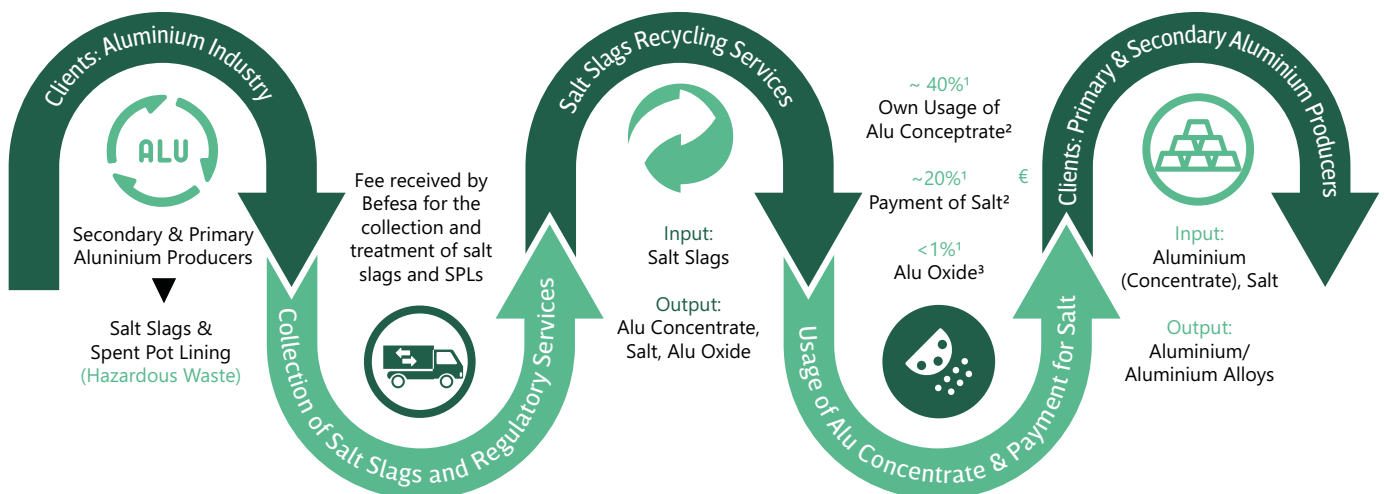 Clients: Aluminium Industry
ALU
Secondary & Primary
Aluninium Producers
Salt Slags &
Spent Pot Lining
(Hazardous Waste)
Collection of Salt Slags and Regulatory Services
Fee received by
Befesa for the
collection and
treatment of salt
slags and SPLs
Salt Slags Recycling Services
Input:
Salt Slags
Output:
Alu Concentrate,
Salt, Alu Oxide
Usage of Alu Concentrate & Payment for Salt
~ 40%¹
Own Usage of
Alu Conceptrate²
~20%¹ €
Payment of Salt²
<1%¹
Alu Oxide³
Clients: Primary & Secondary Aluminium Producers
Input:
Aluminium
(Concentrate), Salt
Output:
Aluminium/
Aluminium Alloys